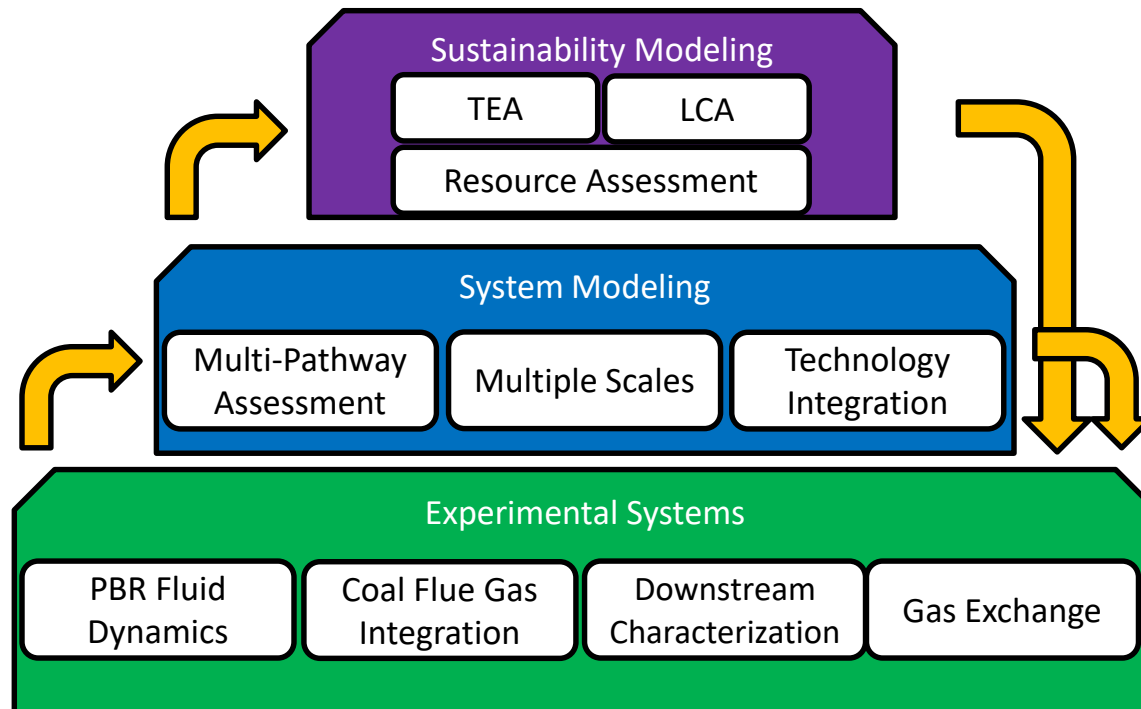 Sustainability Modeling
TEA
LCA
Resource Assessment
System Modeling
Multi-Pathway
Assessment
Multiple Scales
Technology
Integration
Experimental Systems
PBR Fluid
Dynamics
Coal Flue Gas
Integration
Downstream
Characterization
Gas Exchange